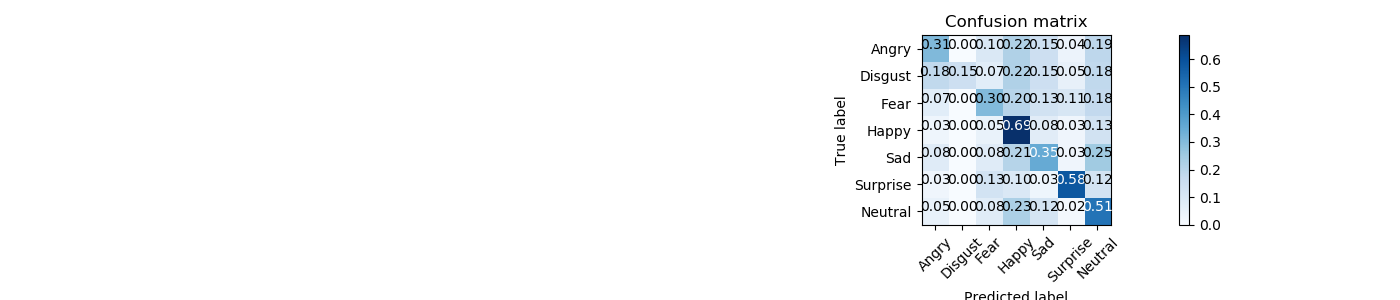 Confusion matrix
True label
Angry 0.31 0.00 0.10 0.22 0.15 0.04 0.19
Disgust 0.18 0.15 0.07 0.22 0.15 0.05 0.18
Fear 0.07 0.00 0.30 0.20 0.13 0.11 0.18
Happy 0.03 0.00 0.05 0.69 0.08 0.03 0.13
Sad 0.08 0.00 0.08 0.21 0.35 0.03 0.25
Surprise 0.03 0.00 0.13 0.10 0.03 0.58 0.12
Neutral 0.05 0.00 0.08 0.23 0.12 0.02 0.51
Angry Disgust Fear Happy Sad Surprise Neutral
Predicted label
0.6
0.5
0.4
0.3
0.2
0.1
0.0